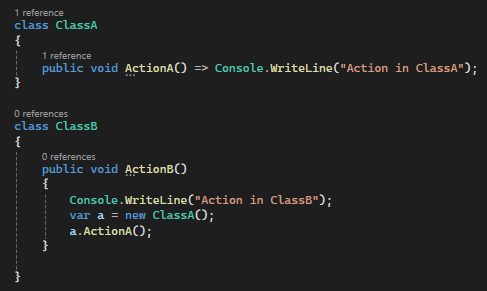 1 reference
class ClassA
{
1 reference
public void ActionA() => Console.WriteLine("Action in ClassA");
}
0 references
class ClassB
{
0 references
public void ActionB()
{
Console.WriteLine("Action in ClassB");
var a = new ClassA();
a.ActionA();
}
}